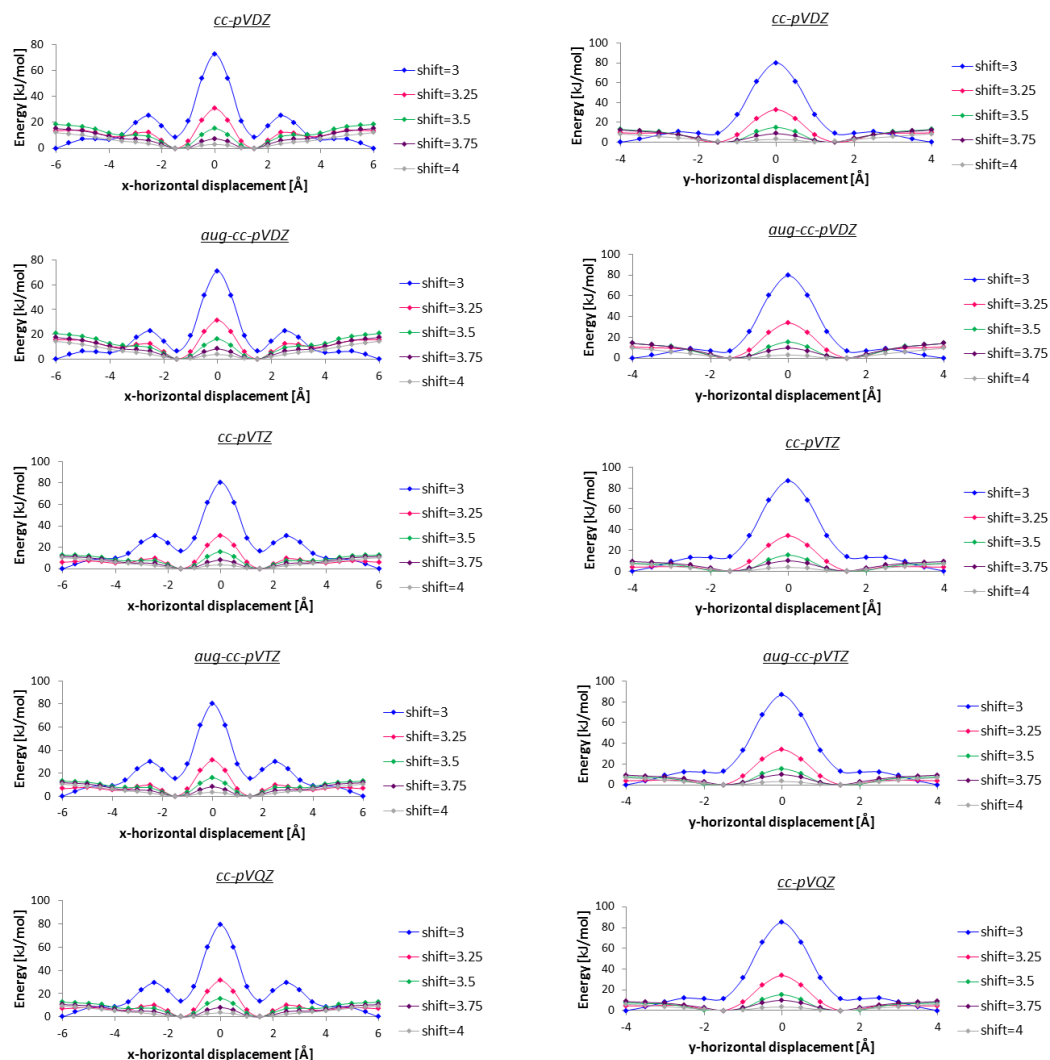 cc-pVDZ
Energy [kJ/mol]
80
60
40
20
0
-6 -4 -2 0 2 4 6
x-horizontal displacement [Å]
shift=3
shift=3.25
shift=3.5
shift=3.75
shift=4
cc-pVDZ
Energy [kJ/mol]
100
80
60
40
20
0
-4 -2 0 2 4
y-horizontal displacement [Å]
shift=3
shift=3.25
shift=3.5
shift=3.75
shift=4
aug-cc-pVDZ
Energy [kJ/mol]
80
60
40
20
0
-6 -4 -2 0 2 4 6
x-horizontal displacement [Å]
shift=3
shift=3.25
shift=3.5
shift=3.75
shift=4
aug-cc-pVDZ
Energy [kJ/mol]
100
80
60
40
20
0
-4 -2 0 2 4
y-horizontal displacement [Å]
shift=3
shift=3.25
shift=3.5
shift=3.75
shift=4
cc-pVTZ
Energy [kJ/mol]
100
80
60
40
20
0
-6 -4 -2 0 2 4 6
x-horizontal displacement [Å]
shift=3
shift=3.25
shift=3.5
shift=3.75
shift=4
cc-pVTZ
Energy [kJ/mol]
100
80
60
40
20
0
-4 -2 0 2 4
y-horizontal displacement [Å]
shift=3
shift=3.25
shift=3.5
shift=3.75
shift=4
aug-cc-pVTZ
Energy [kJ/mol]
100
80
60
40
20
0
-6 -4 -2 0 2 4 6
x-horizontal displacement [Å]
shift=3
shift=3.25
shift=3.5
shift=3.75
shift=4
aug-cc-pVTZ
Energy [kJ/mol]
100
80
60
40
20
0
-4 -2 0 2 4
y-horizontal displacement [Å]
shift=3
shift=3.25
shift=3.5
shift=3.75
shift=4
cc-pVQZ
Energy [kJ/mol]
100
80
60
40
20
0
-6 -4 -2 0 2 4 6
x-horizontal displacement [Å]
shift=3
shift=3.25
shift=3.5
shift=3.75
shift=4
cc-pVQZ
Energy [kJ/mol]
100
80
60
40
20
0
-4 -2 0 2 4
y-horizontal displacement [Å]
shift=3
shift=3.25
shift=3.5
shift=3.75
shift=4